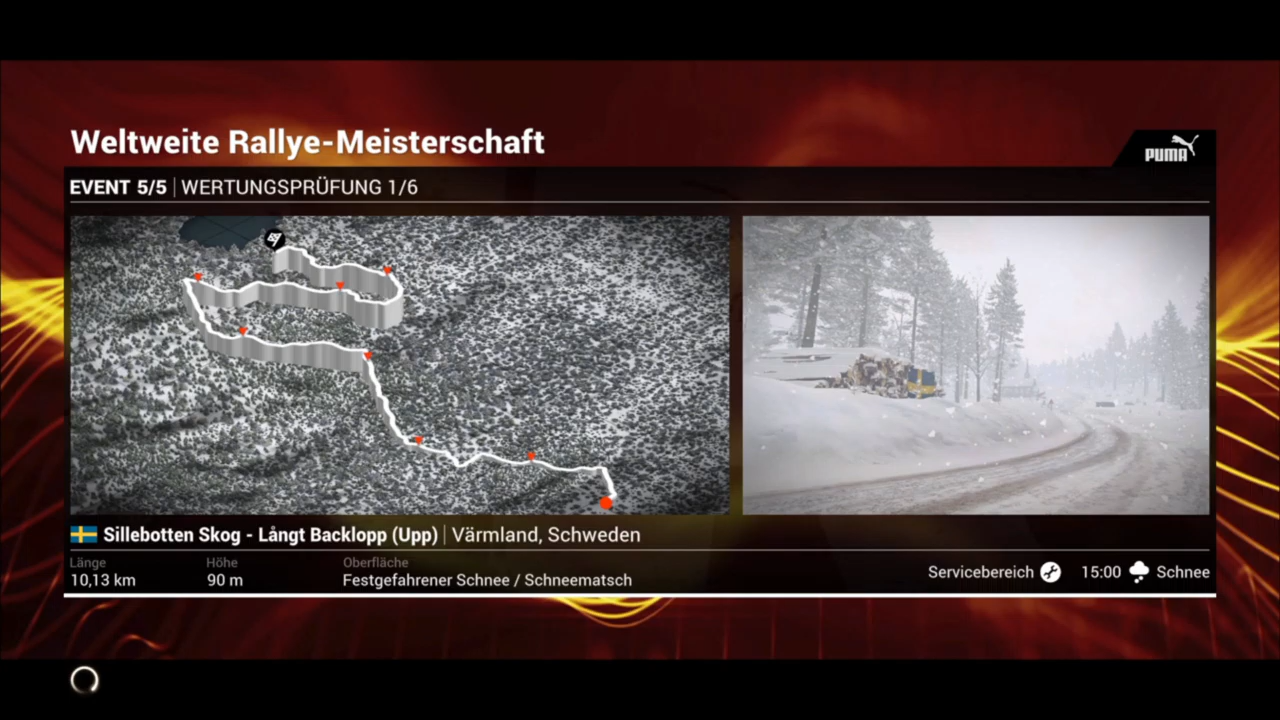 Weltweite Rallye-Meisterschaft
PUMA
EVENT 5/5 | WERTUNGSPRÜFUNG 1/6
Sillebotten Skog - Långt Backlopp (Upp) | Värmland, Schweden
Länge Höhe Oberfläche
10,13 km 90 m Festgefahrener Schnee / Schneematsch
Servicebereich 15:00 Schnee